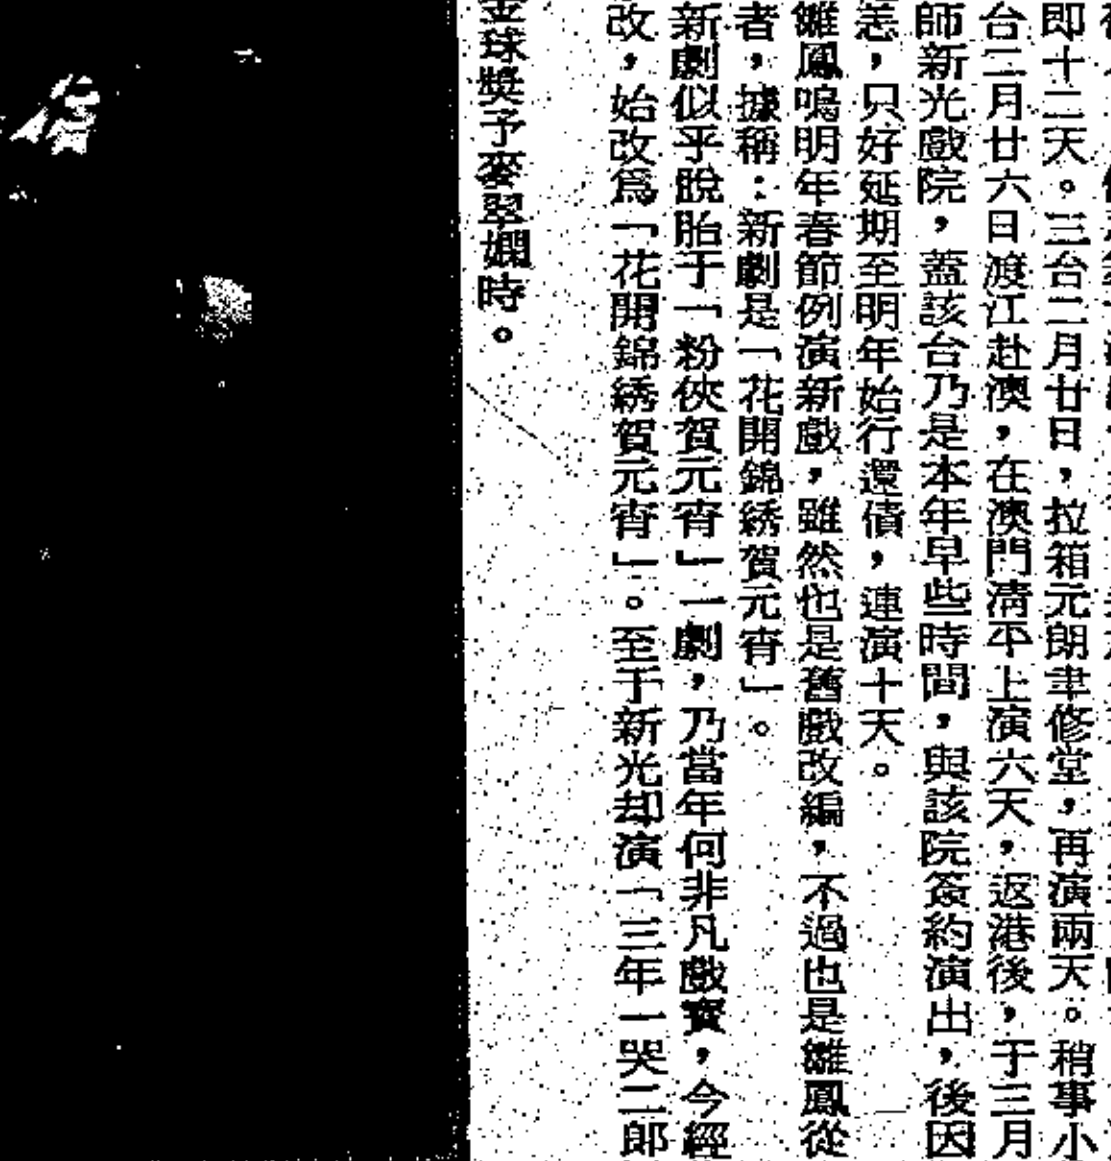 即十二天。三台二月廿日，拉箱元朗聿修堂，再演兩天。稍事小
台二月廿六日渡江赴澳，在澳門清平上演六天，返港後，于三月
師新光戲院，蓋該台乃是本年早些時間，與該院簽約演出，後因
恙，只好延期至明年始行還債，連演十天。
雛鳳鳴明年春節例演新戲，雖然也是舊戲改編，不過也是雛鳳從
者，據稱：新劇是「花開錦綉賀元宵」。
新劇似乎脫胎于「粉俠賀元宵」一劇，乃當年何非凡戲寶，今經
改，始改爲「花開錦綉賀元宵」。至于新光却演「三年一哭二郎
金球獎予麥翠嫻時。